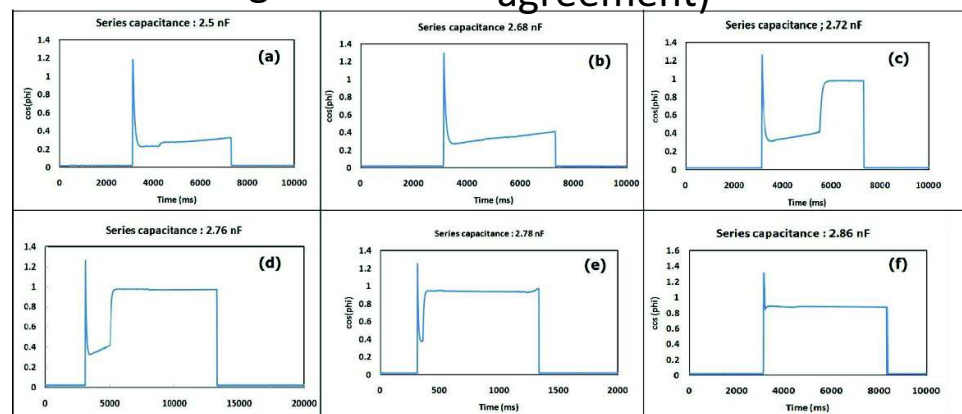 agreement)
Series capacitance : 2.5 nF
(a)
cos(phi)
1.4
1.2
1
0.8
0.6
0.4
0.2
0
0 2000 4000 6000 8000 10000
Time (ms)
Series capacitance 2.68 nF
(b)
cos(phi)
1.4
1.2
1
0.8
0.6
0.4
0.2
0
0 2000 4000 6000 8000 10000
Time (ms)
Series capacitance ; 2.72 nF
(c)
cos(phi)
1.4
1.2
1
0.8
0.6
0.4
0.2
0
0 2000 4000 6000 8000 10000
Time (ms)
Series capacitance : 2.76 nF
(d)
cos(phi)
1.4
1.2
1
0.8
0.6
0.4
0.2
0
0 5000 10000 15000 20000
Time (ms)
Series capacitance : 2.78 nF
(e)
cos(phi)
1.4
1.2
1
0.8
0.6
0.4
0.2
0
0 500 1000 1500 2000
Time (ms)
Series capacitance : 2.86 nF
(f)
cos (phi)
1.6
1.4
1.2
1
0.8
0.6
0.4
0.2
0
0 2000 4000 6000 8000 10000
Time (ms)